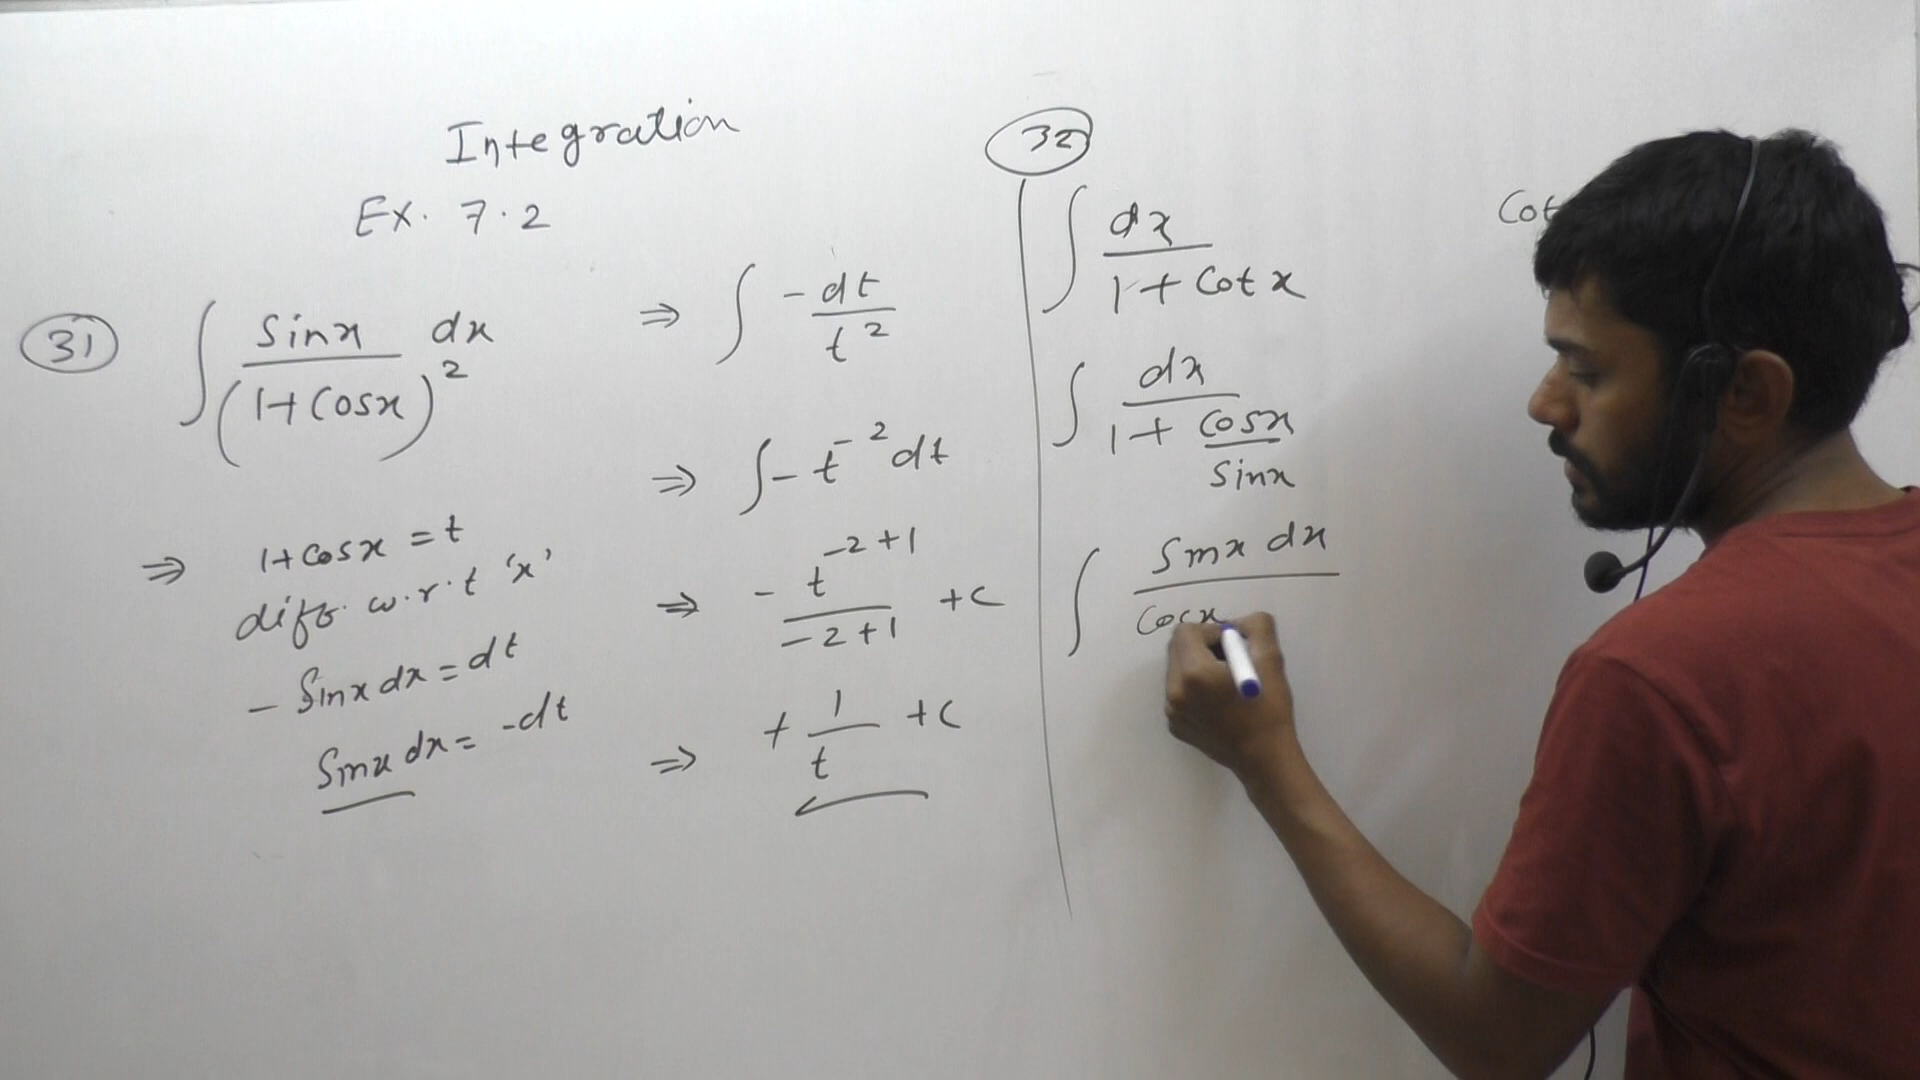 Integration
Ex. 7.2
31 ∫ sinx dx / (1+cosx)²
⇒ 1+cosx = t
diff. w.r.t 'x'
- sinx dx = dt
sinx dx = -dt
⇒ ∫ -dt / t²
⇒ ∫ - t⁻² dt
⇒ - t⁻²⁺¹ / -2+1 + c
⇒ + 1/t + c
32
∫ dx / 1 + cot x
∫ dx / 1 + cosx / sinx
∫ sinx dx / cosx
Cot